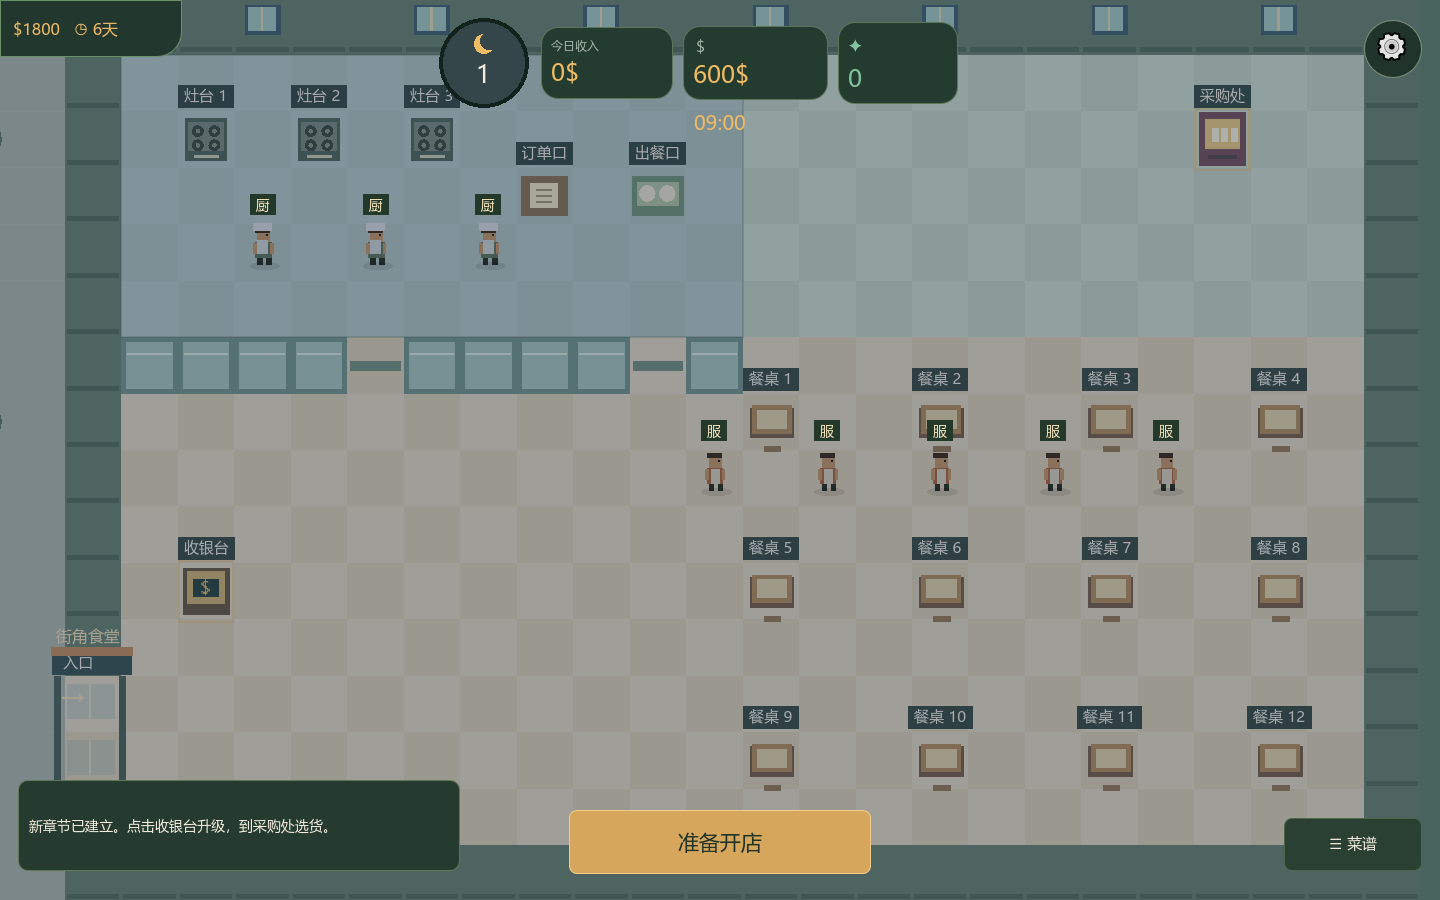 $1800 ◷ 6天
1
今日收入
0$
$
600$
✦
0
09:00
灶台 1
灶台 2
灶台 3
采购处
订单口
出餐口
厨
厨
厨
餐桌 1
餐桌 2
餐桌 3
餐桌 4
服
服
服
服
服
收银台
$
餐桌 5
餐桌 6
餐桌 7
餐桌 8
街角食堂
入口
餐桌 9
餐桌 10
餐桌 11
餐桌 12
新章节已建立。点击收银台升级，到采购处选货。
准备开店
☰ 菜谱